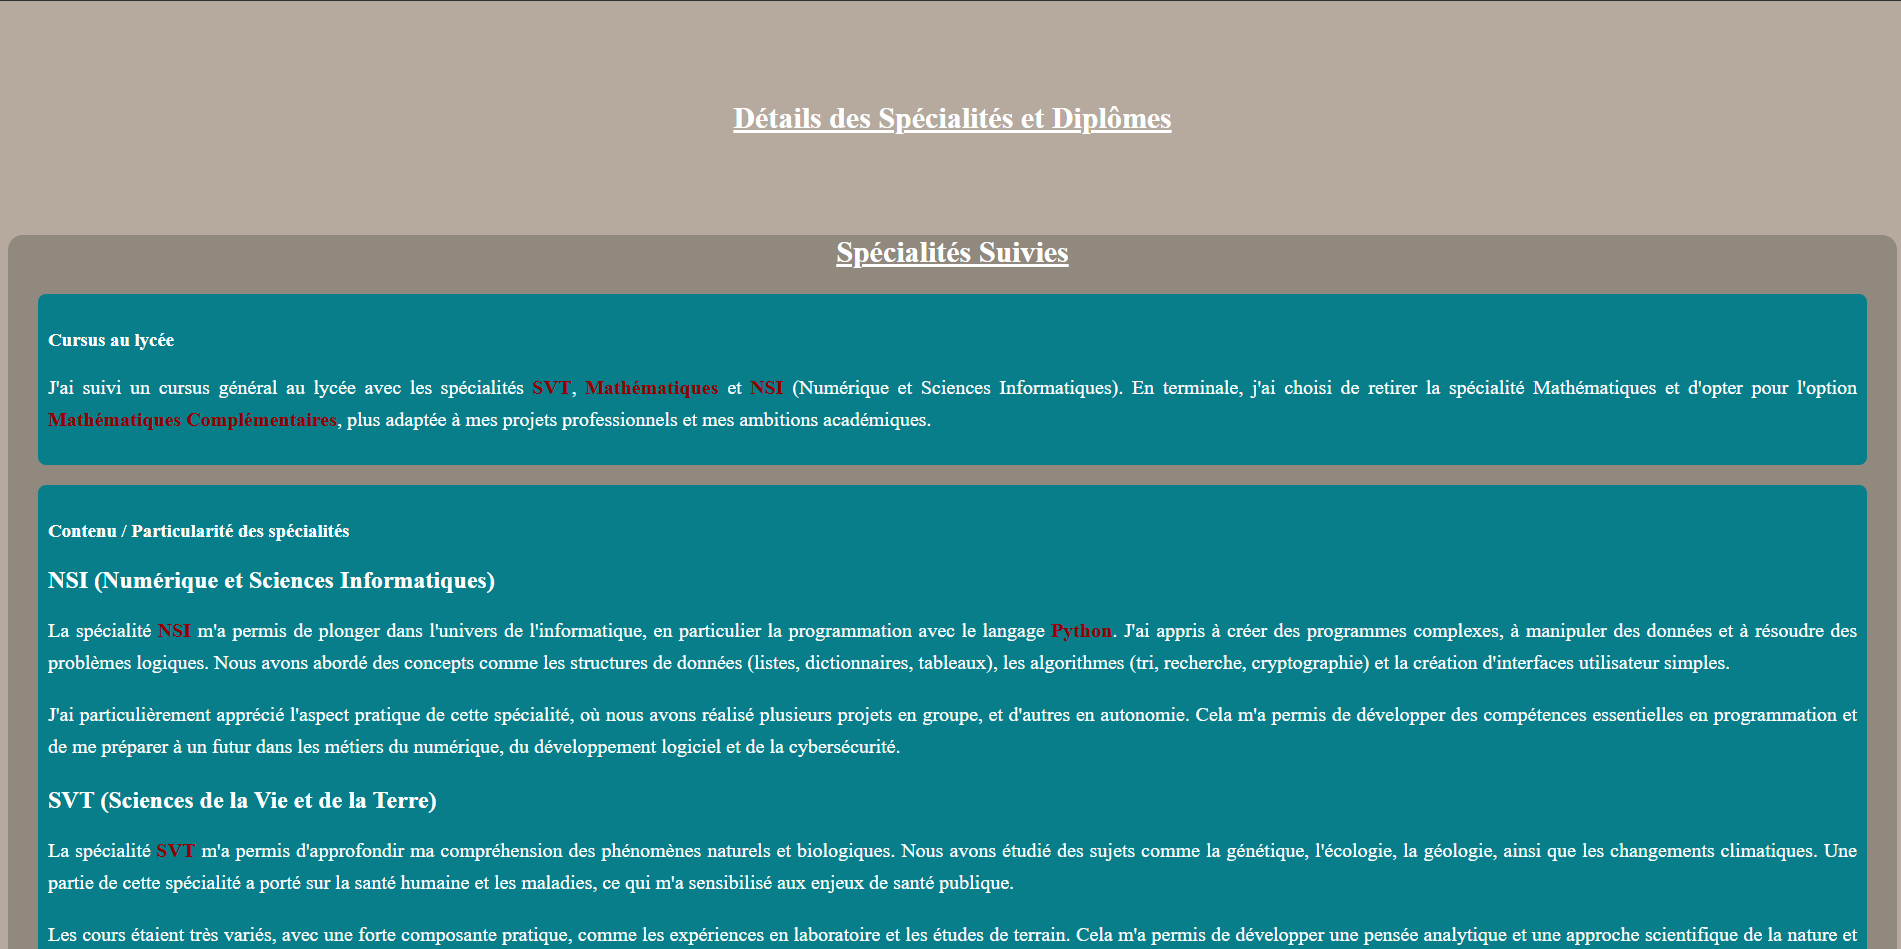 Détails des Spécialités et Diplômes
Spécialités Suivies
Cursus au lycée
J'ai suivi un cursus général au lycée avec les spécialités SVT, Mathématiques et NSI (Numérique et Sciences Informatiques). En terminale, j'ai choisi de retirer la spécialité Mathématiques et d'opter pour l'option
Mathématiques Complémentaires, plus adaptée à mes projets professionnels et mes ambitions académiques.
Contenu / Particularité des spécialités
NSI (Numérique et Sciences Informatiques)
La spécialité NSI m'a permis de plonger dans l'univers de l'informatique, en particulier la programmation avec le langage Python. J'ai appris à créer des programmes complexes, à manipuler des données et à résoudre des
problèmes logiques. Nous avons abordé des concepts comme les structures de données (listes, dictionnaires, tableaux), les algorithmes (tri, recherche, cryptographie) et la création d'interfaces utilisateur simples.
J'ai particulièrement apprécié l'aspect pratique de cette spécialité, où nous avons réalisé plusieurs projets en groupe, et d'autres en autonomie. Cela m'a permis de développer des compétences essentielles en programmation et
de me préparer à un futur dans les métiers du numérique, du développement logiciel et de la cybersécurité.
SVT (Sciences de la Vie et de la Terre)
La spécialité SVT m'a permis d'approfondir ma compréhension des phénomènes naturels et biologiques. Nous avons étudié des sujets comme la génétique, l'écologie, la géologie, ainsi que les changements climatiques. Une
partie de cette spécialité a porté sur la santé humaine et les maladies, ce qui m'a sensibilisé aux enjeux de santé publique.
Les cours étaient très variés, avec une forte composante pratique, comme les expériences en laboratoire et les études de terrain. Cela m'a permis de développer une pensée analytique et une approche scientifique de la nature et